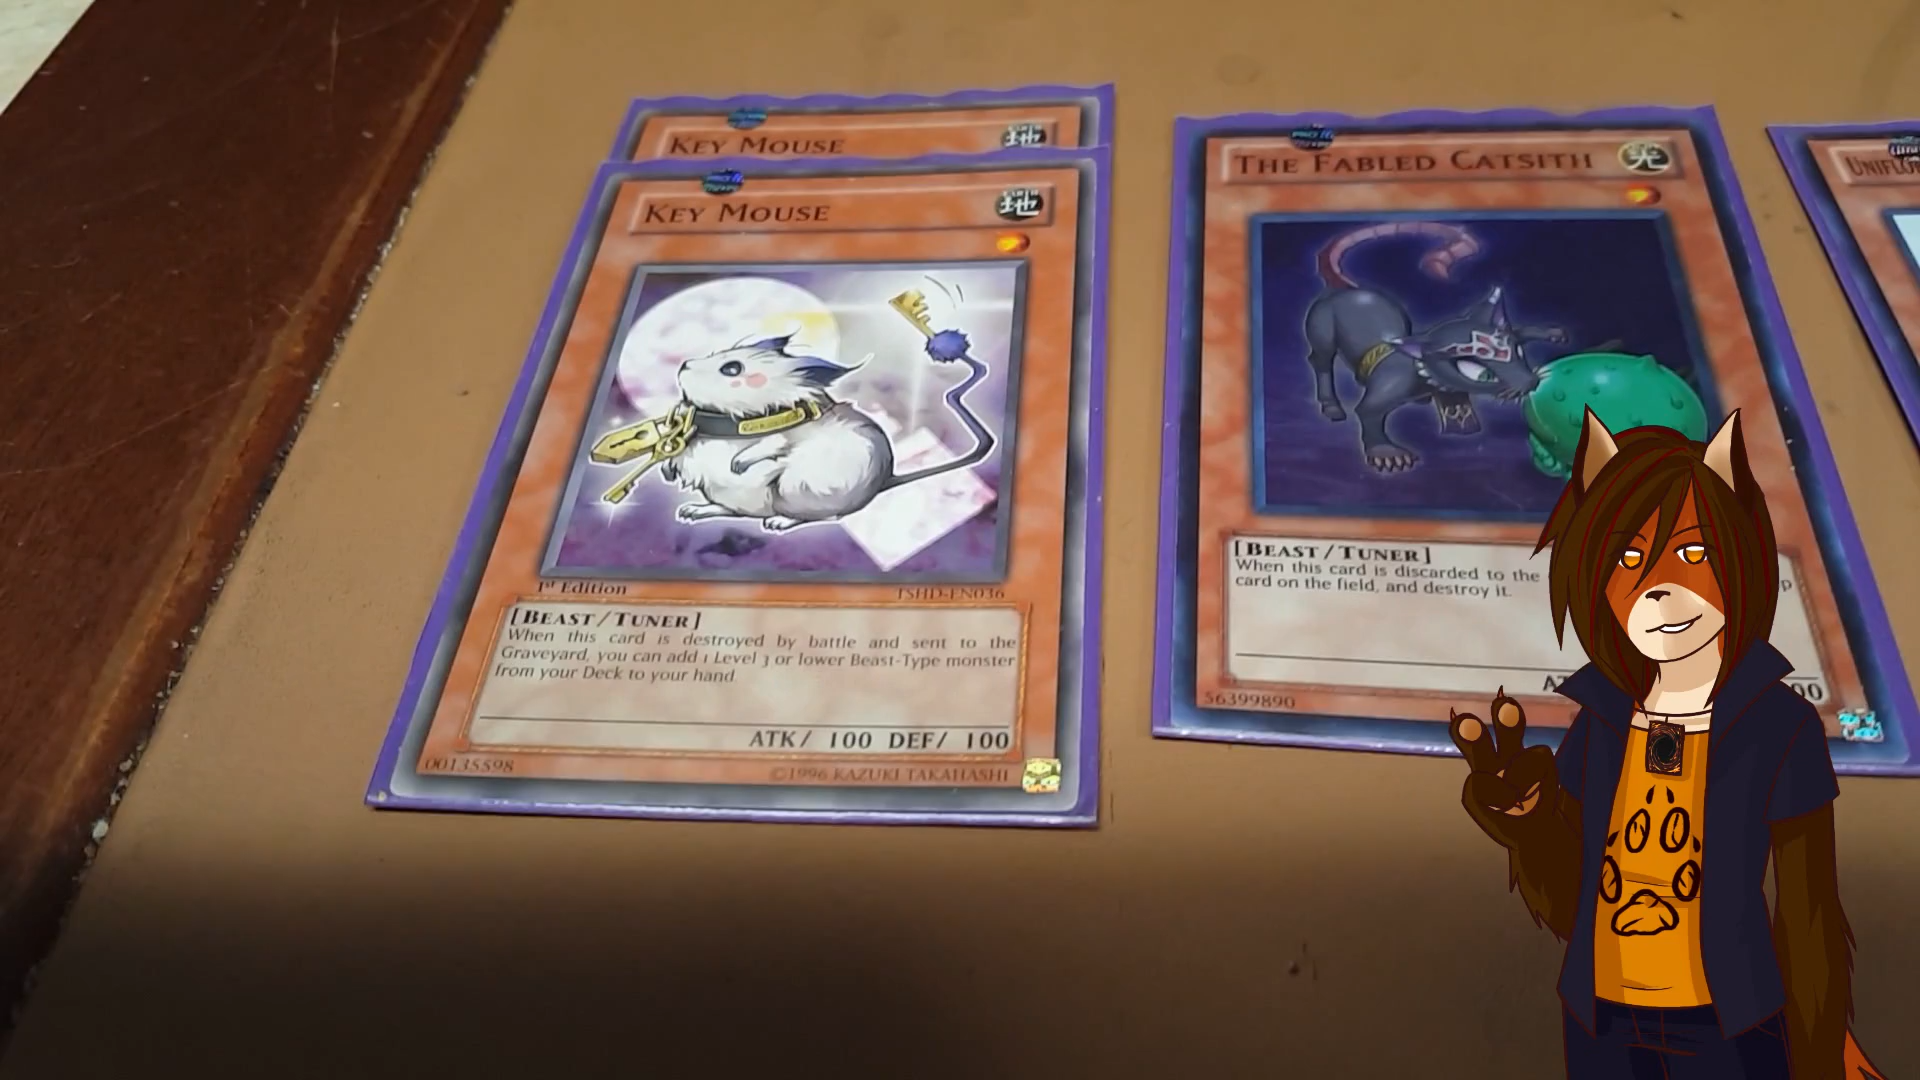 KEY MOUSE
KEY MOUSE
1st Edition
TSHD-EN036
[BEAST/TUNER]
When this card is destroyed by battle and sent to the
Graveyard, you can add 1 Level 3 or lower Beast-Type monster
from your Deck to your hand.
ATK/ 100 DEF/ 100
00135598
©1996 KAZUKI TAKAHASHI
THE FABLED CATSITH
[BEAST/TUNER]
When this card is discarded to the
card on the field, and destroy it.
56399890